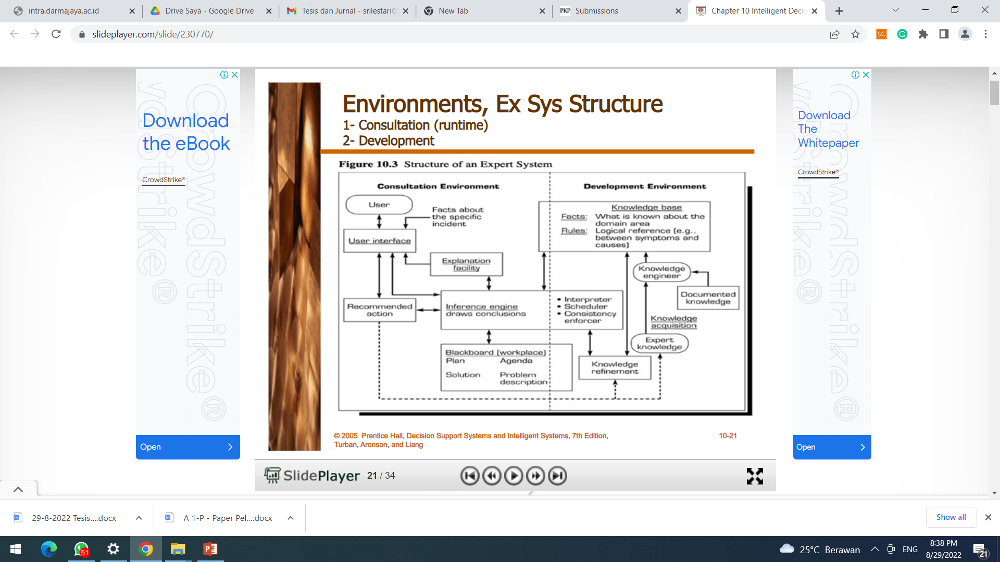 intra.darmajaya.ac.id
Drive Saya - Google Drive
Tesis dan Jurnal - srilestari@
New Tab
PKP Submissions
Chapter 10 Intelligent Decis
slideplayer.com/slide/230770/
SC
Download
the eBook
CrowdStrike®
CrowdStrike®
Open
Environments, Ex Sys Structure
1- Consultation (runtime)
2- Development
Figure 10.3 Structure of an Expert System
Consultation Environment
Development Environment
User
Facts about
the specific
incident
User interface
Explanation
facility
Recommended
action
Inference engine
draws conclusions
• Interpreter
• Scheduler
• Consistency
enforcer
Blackboard (workplace)
Plan Agenda
Solution Problem
description
Knowledge base
Facts: What is known about the
domain area
Rules: Logical reference (e.g.,
between symptoms and
causes)
Knowledge
engineer
Documented
knowledge
Knowledge
acquisition
Expert
knowledge
Knowledge
refinement
© 2005 Prentice Hall, Decision Support Systems and Intelligent Systems, 7th Edition,
Turban, Aronson, and Liang
10-21
SlidePlayer 21 / 34
Download
The
Whitepaper
CrowdStrike®
CrowdStrike®
Open
29-8-2022 Tesis....docx
A 1-P - Paper Pel....docx
Show all
51
25°C Berawan
ENG
8:38 PM
8/29/2022
21